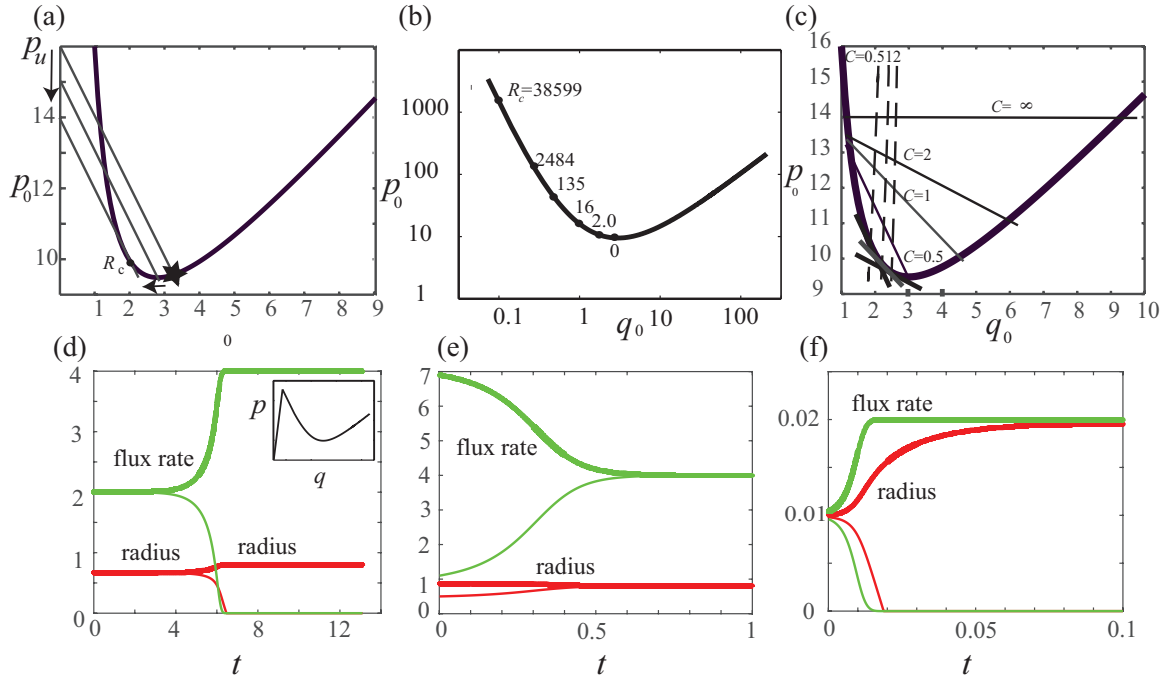 (a)
p_u
14
p_0
12
10
R_c
0 1 2 3 4 5 6 7 8 9
0
(b)
1000
100
p_0
10
1
R_c=38599
2484
135
16
2.0
0
0.1 1 10 100
q_0
(c)
16
15
14
13
p_0
12
11
10
9
C=0.5 1 2
C= ∞
C=2
C=1
C=0.5
1 2 3 4 5 6 7 8 9 10
q_0
(d)
4
3
2
1
0
flux rate
radius
radius
p
q
0 4 8 12
t
(e)
7
6
5
4
3
2
1
0
flux rate
radius
0 0.5 1
t
(f)
0.02
0.01
0
flux rate
radius
0 0.05 0.1
t